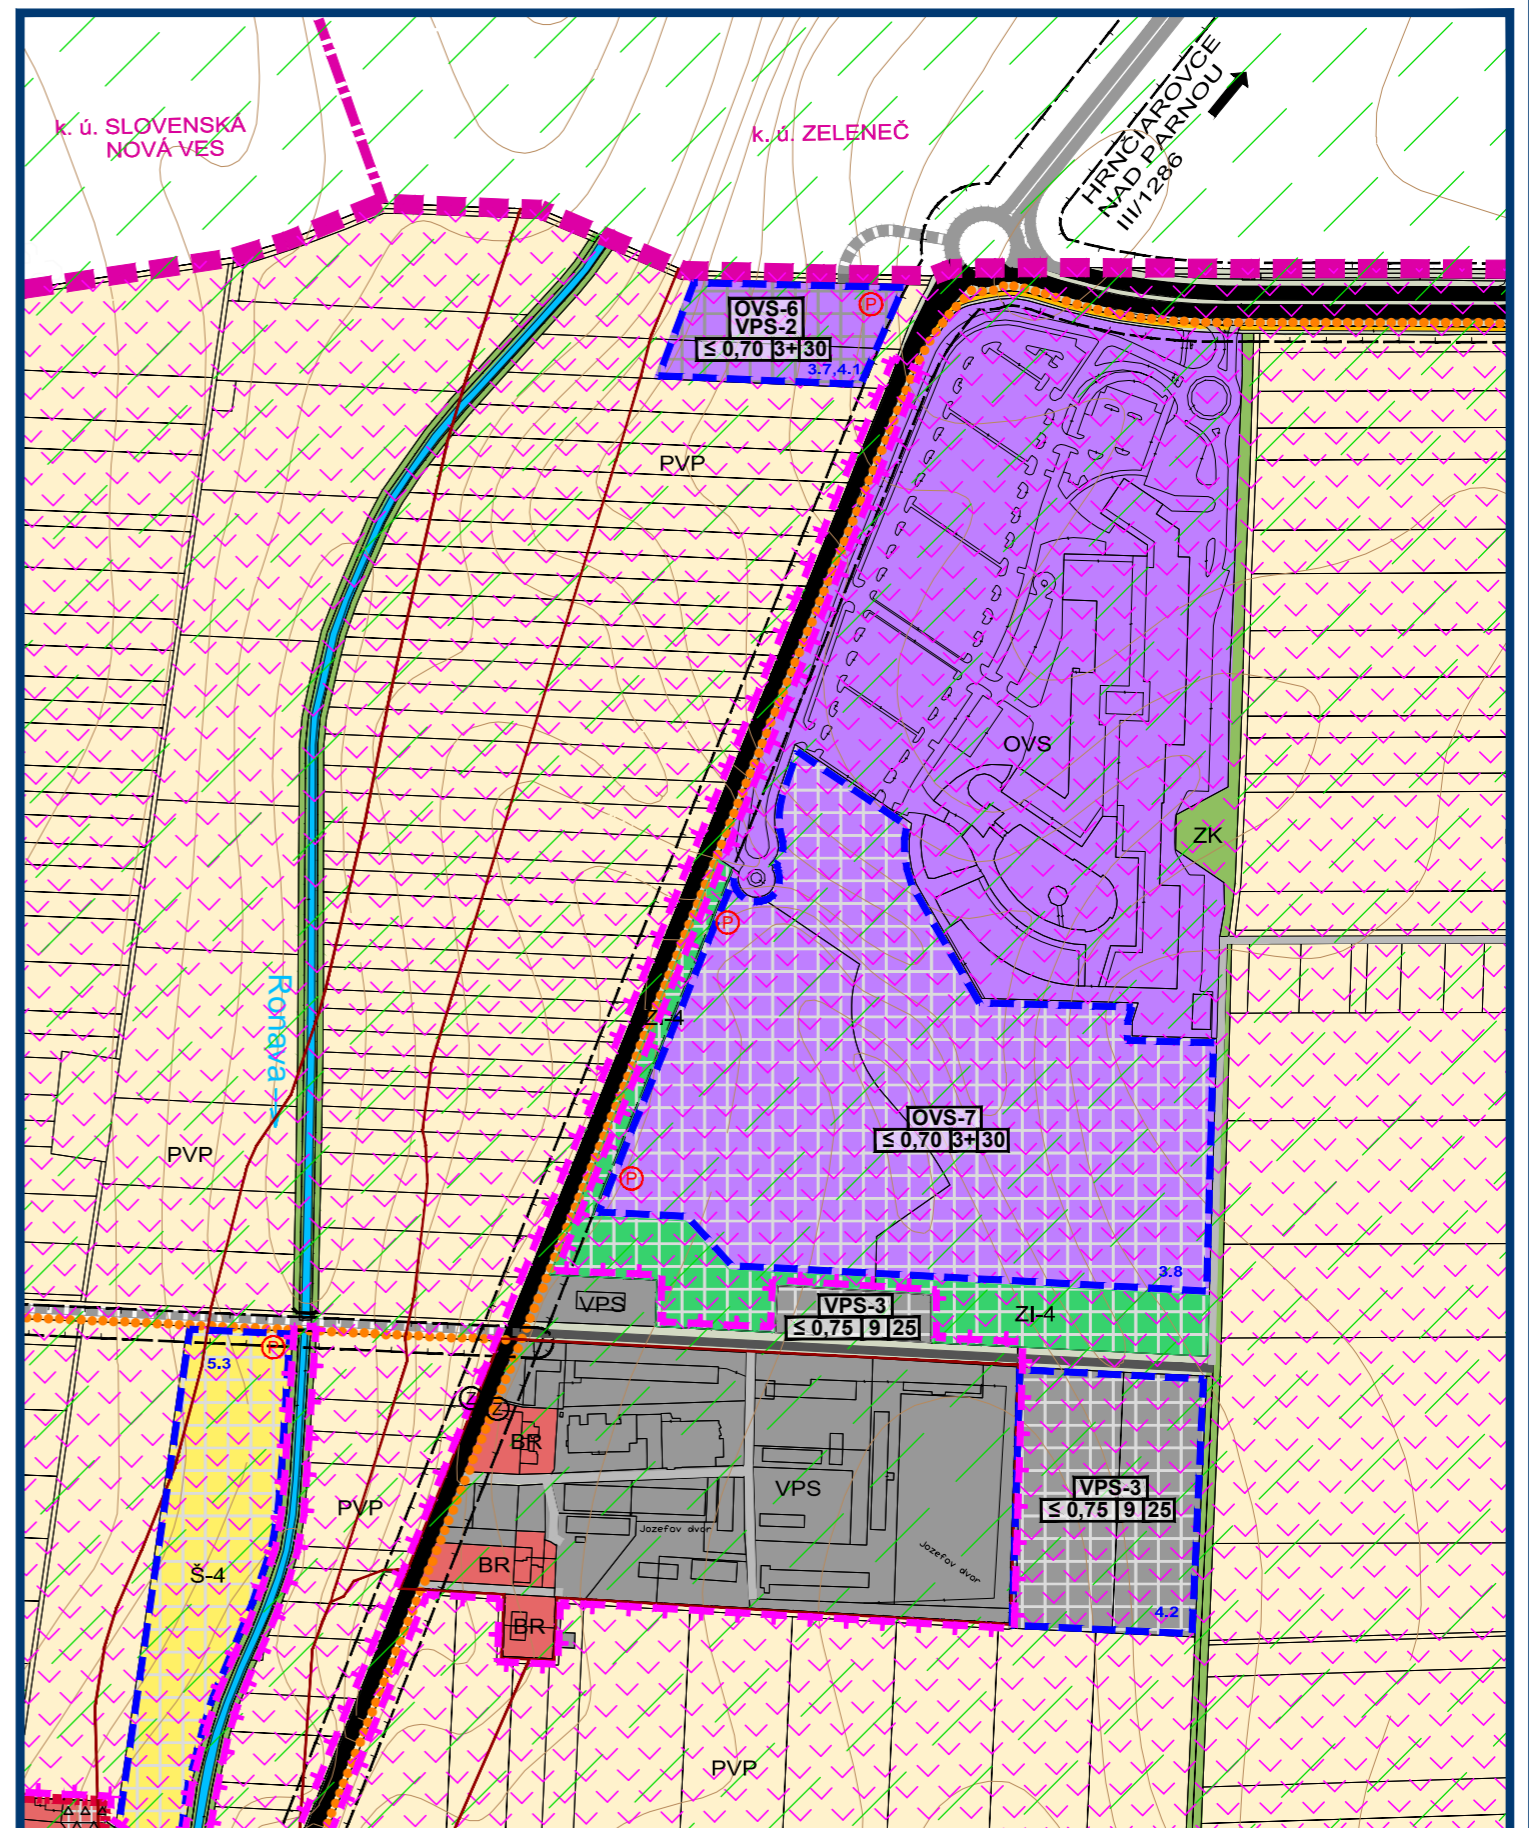 k. ú. SLOVENSKÁ
NOVÁ VES
k. ú. ZELENEČ
HRNČIAROVCE
NAD PARNOU
III/1286
OVS-6
VPS-2
≤ 0,70 3+ 30
3.7,4.1
P
PVP
OVS
ZK
P
Ronava
OVS-7
≤ 0,70 3+ 30
PVP
P
3.8
VPS
VPS-3
≤ 0,75 9 25
ZI-4
P
5.3
Z
Z
BR
VPS
VPS-3
≤ 0,75 9 25
PVP
Jozefov dvor
Jozefov dvor
BR
Š-4
4.2
BR
PVP